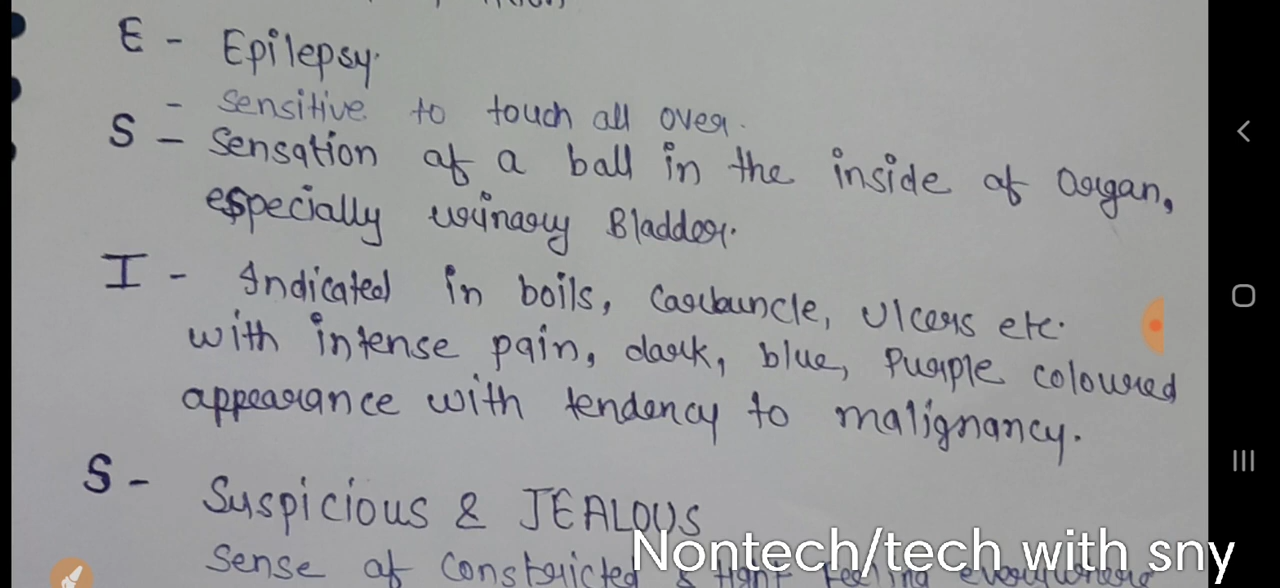 E - Epilepsy.
- Sensitive to touch all over.
S - Sensation of a ball in the inside of Organ,
especially urinary Bladder.
I - Indicated in boils, Carbuncle, Ulcers etc.
with intense pain, dark, blue, Purple coloured
appearance with tendency to malignancy.
S - Suspicious & JEALOUS
Sense of Constricted & tight feeling
Nontech/tech with sny